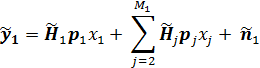 ỹ₁ = H̃₁p₁x₁ + ∑_{j=2}^{M₁} H̃ⱼpⱼxⱼ + ñ₁